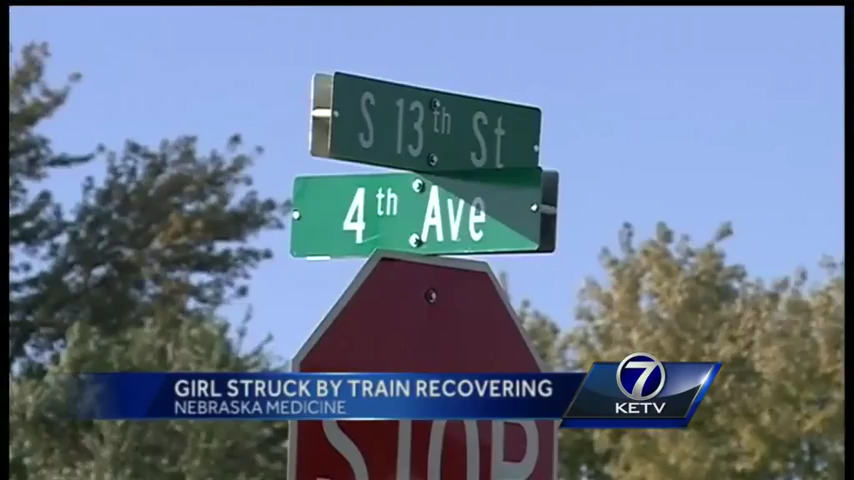 S 13th St
4th Ave
GIRL STRUCK BY TRAIN RECOVERING
NEBRASKA MEDICINE
7
KETV
STOP